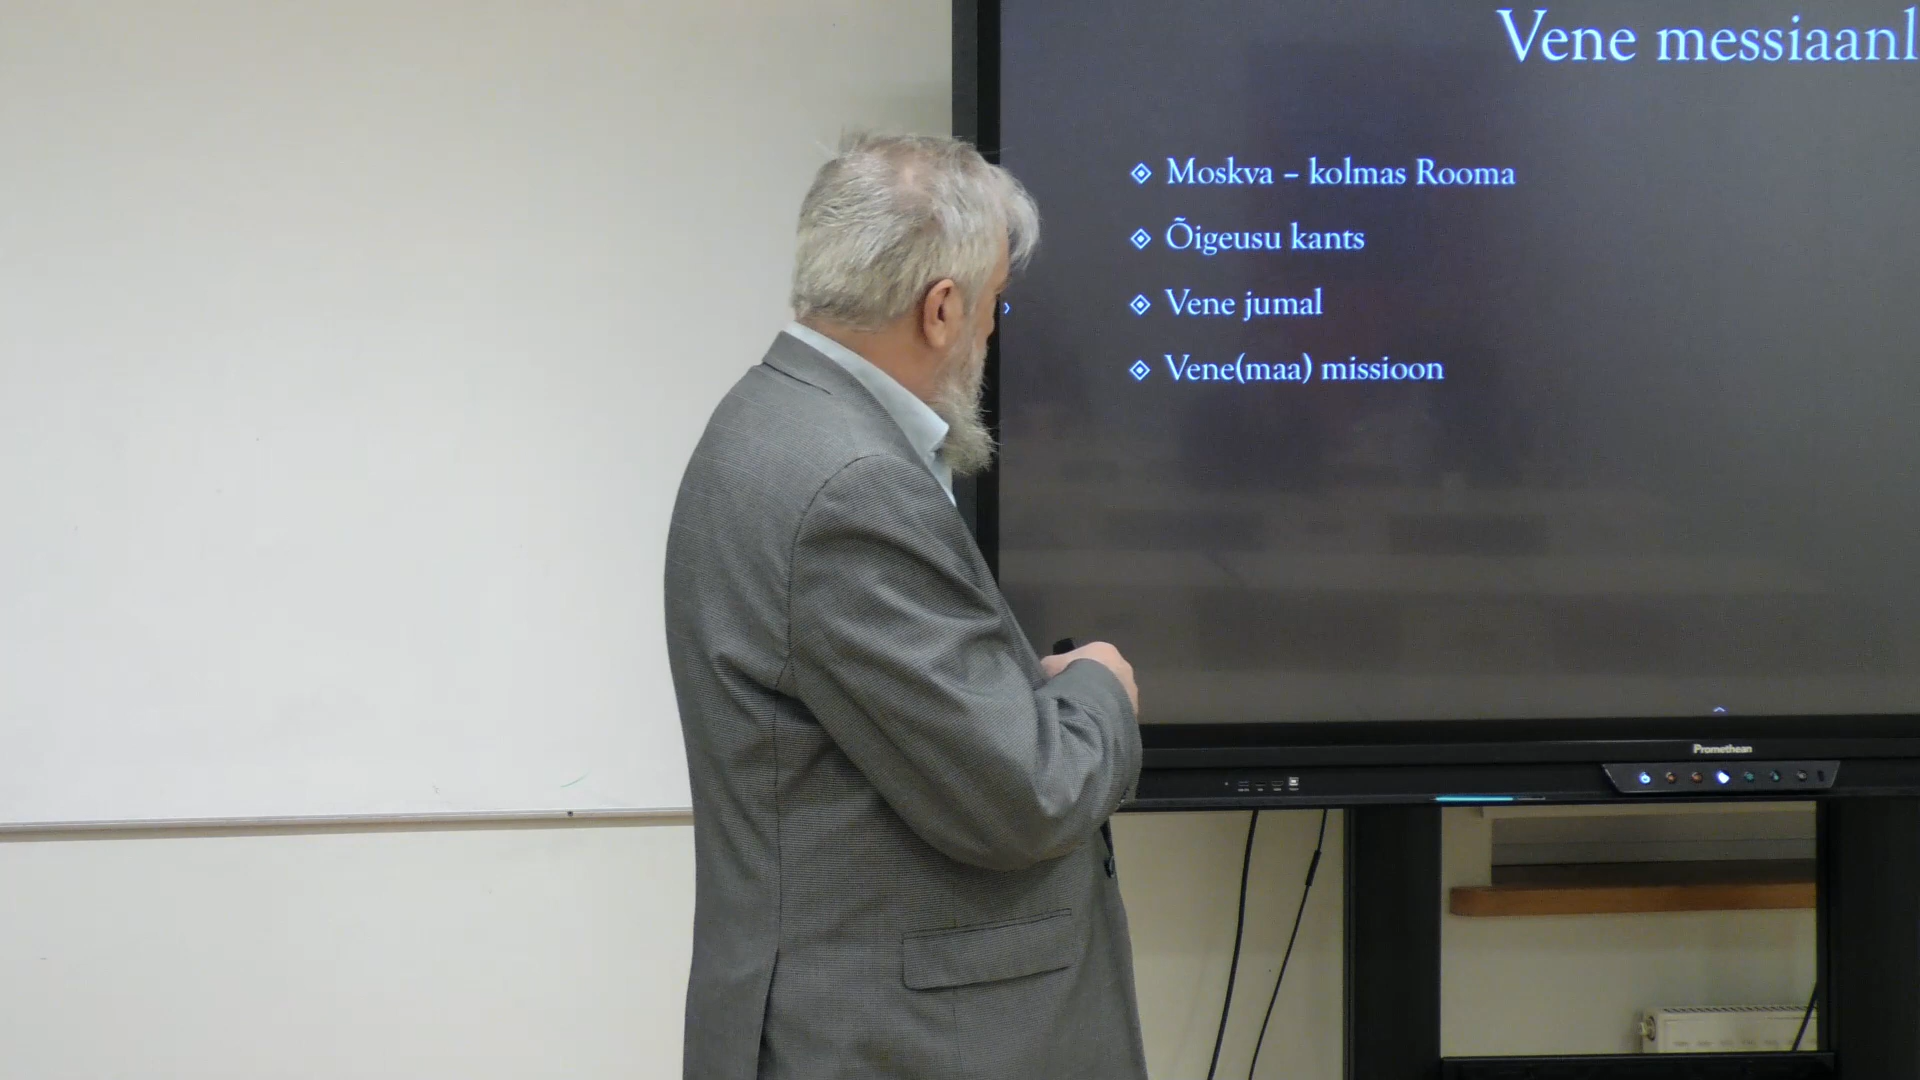 Vene messiaanl
Moskva – kolmas Rooma
Õigeusu kants
Vene jumal
Vene(maa) missioon
Promethean